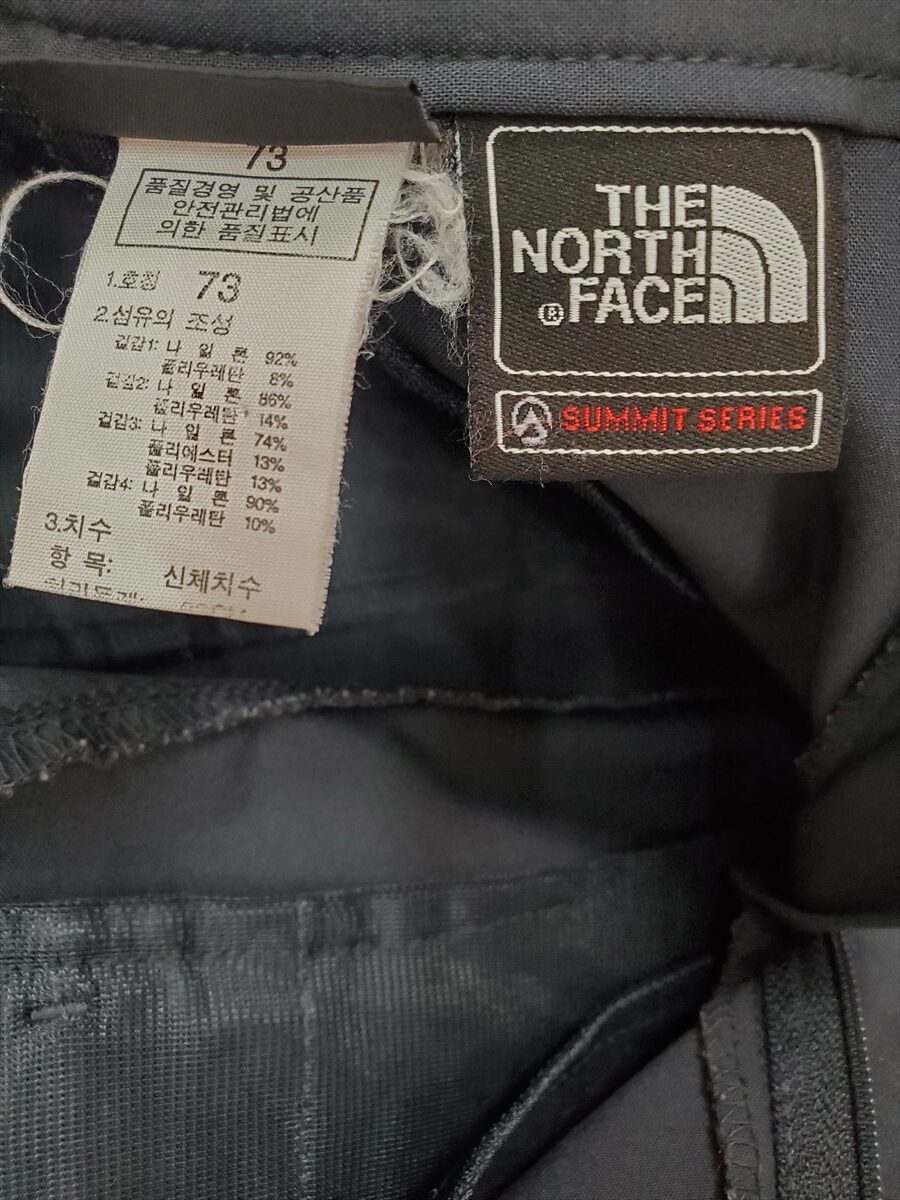 73
품질경영 및 공산품
안전관리법에
의한 품질표시
1.호칭 73
2.섬유의 조성
겉감1: 나 일 론 92%
폴리우레탄 8%
겉감2: 나 일 론 86%
폴리우레탄 14%
겉감3: 나 일 론 74%
폴리에스터 13%
폴리우레탄 13%
겉감4: 나 일 론 90%
폴리우레탄 10%
3.치수
항 목: 신체치수
THE
NORTH
FACE
®
SUMMIT SERIES